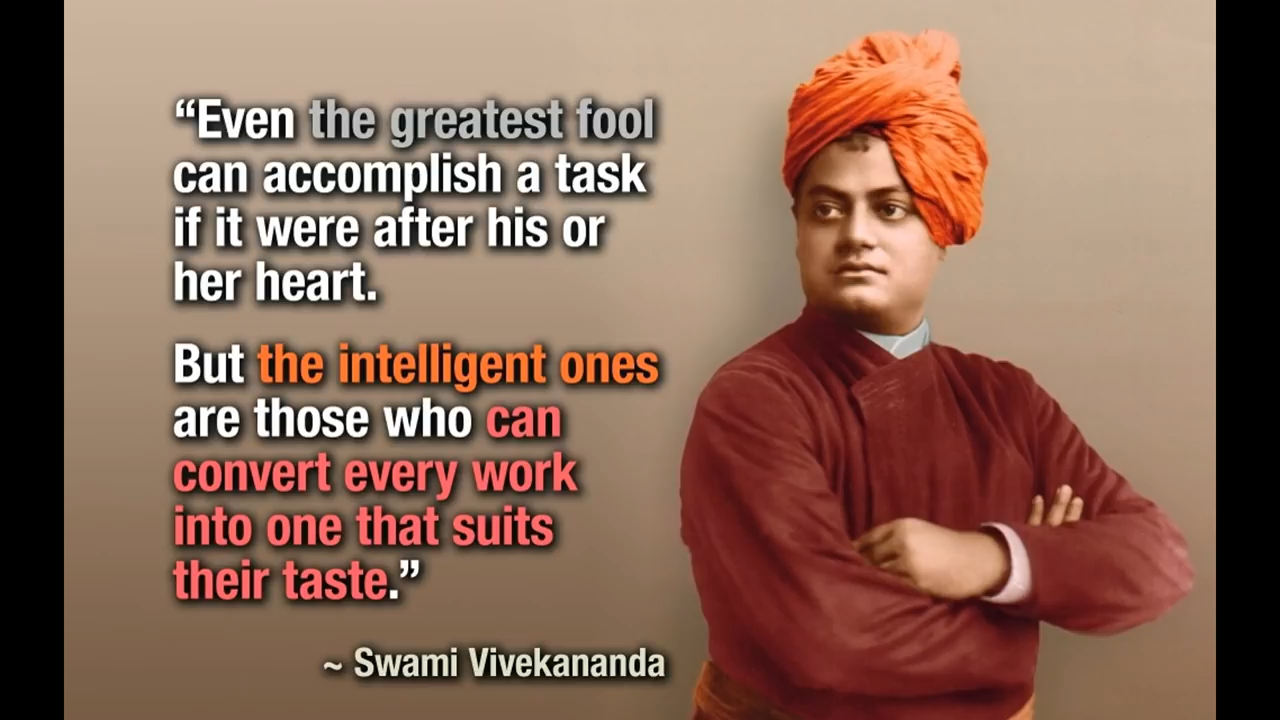 “Even the greatest fool
can accomplish a task
if it were after his or
her heart.
But the intelligent ones
are those who can
convert every work
into one that suits
their taste.”
~ Swami Vivekananda